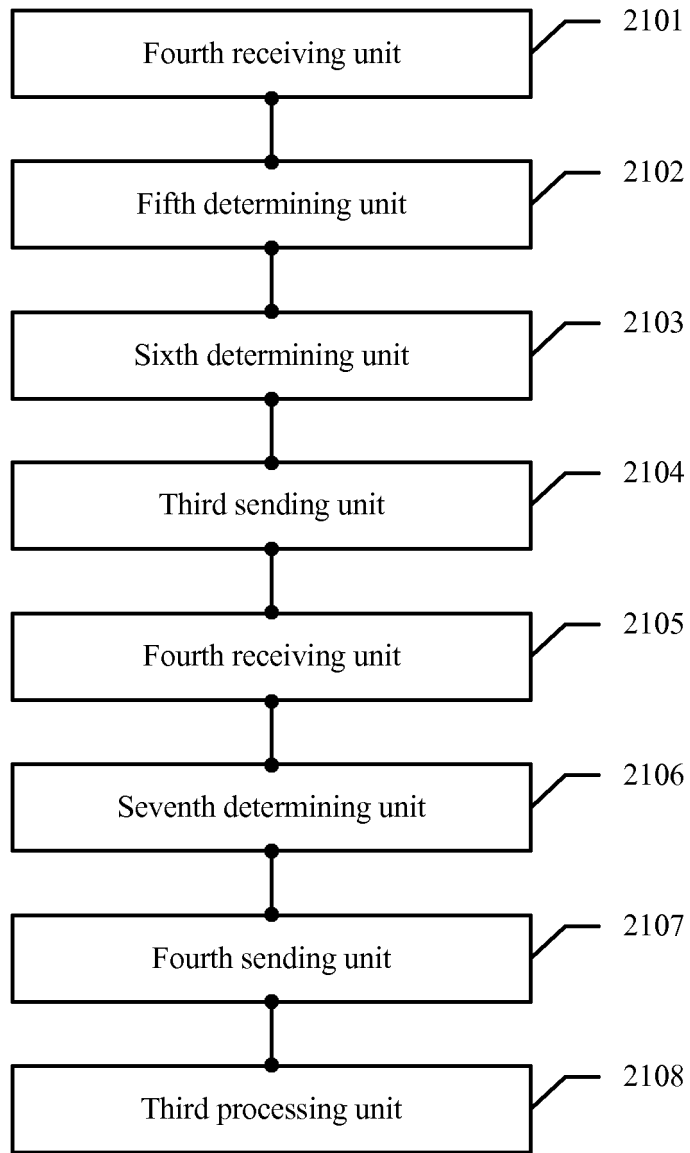 2101
Fourth receiving unit
2102
Fifth determining unit
2103
Sixth determining unit
2104
Third sending unit
2105
Fourth receiving unit
2106
Seventh determining unit
2107
Fourth sending unit
2108
Third processing unit